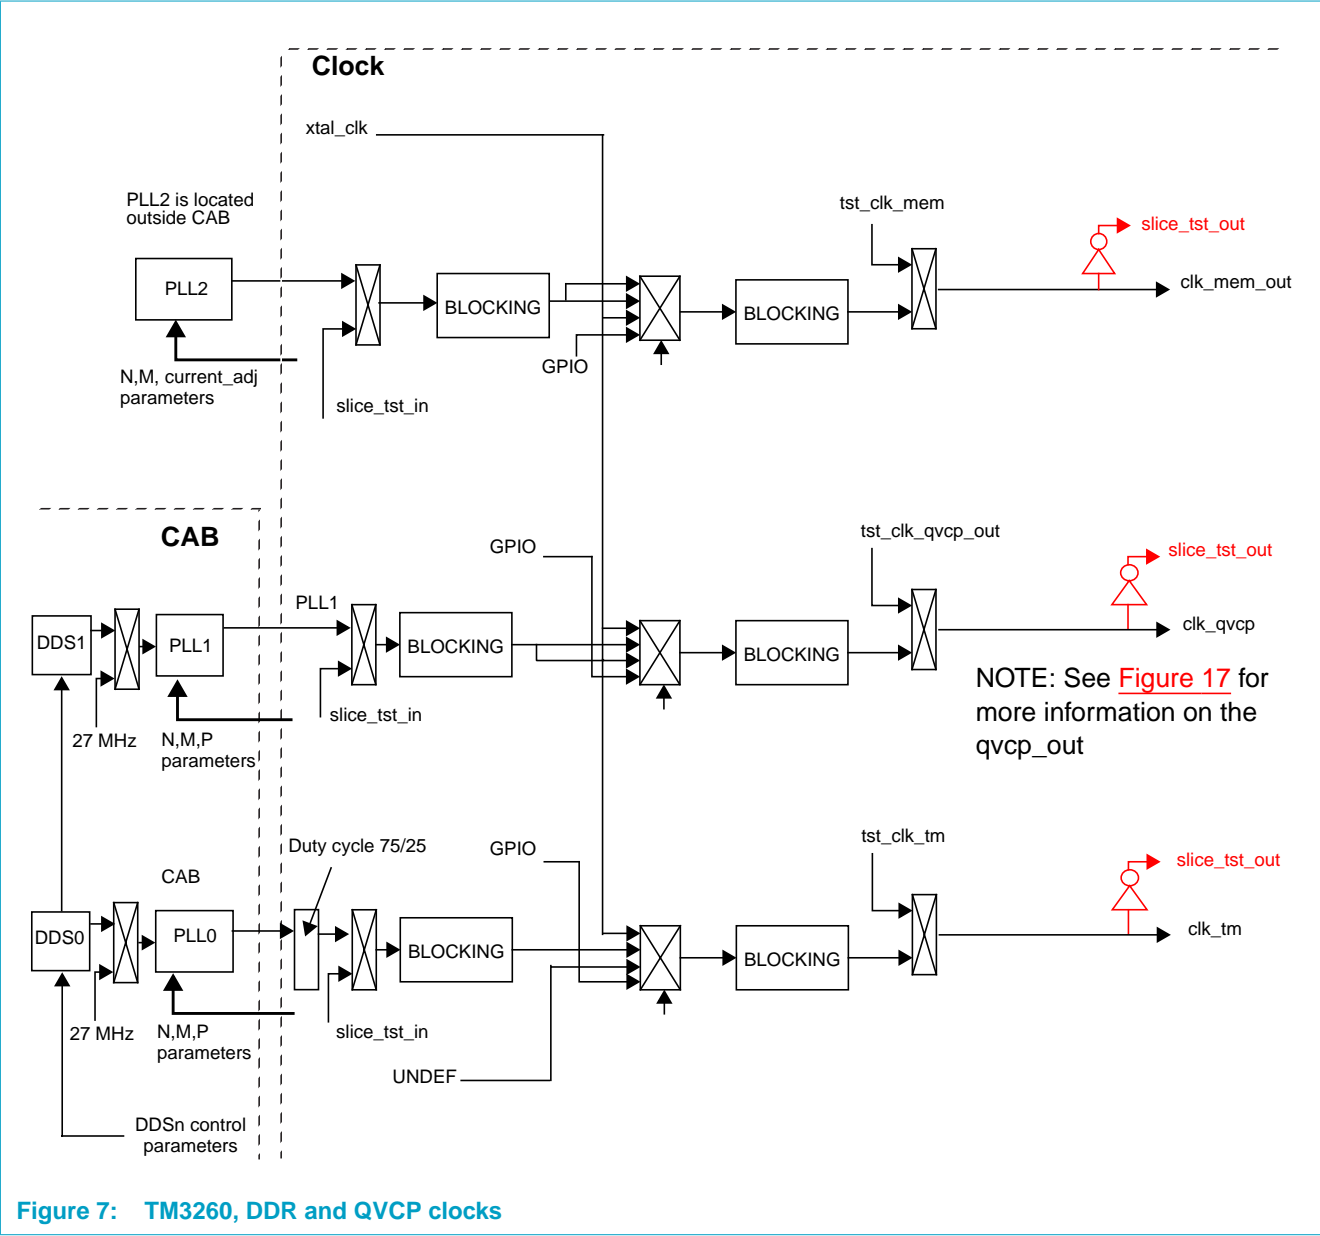 Clock
xtal_clk
PLL2 is located
outside CAB
tst_clk_mem
slice_tst_out
PLL2
BLOCKING
BLOCKING
clk_mem_out
GPIO
N,M, current_adj
parameters
slice_tst_in
CAB
GPIO
tst_clk_qvcp_out
slice_tst_out
PLL1
DDS1
PLL1
BLOCKING
BLOCKING
clk_qvcp
NOTE: See Figure 17 for
more information on the
qvcp_out
slice_tst_in
27 MHz
N,M,P
parameters
Duty cycle 75/25
GPIO
tst_clk_tm
slice_tst_out
CAB
DDS0
PLL0
BLOCKING
BLOCKING
clk_tm
27 MHz
N,M,P
parameters
slice_tst_in
UNDEF
DDSn control
parameters
Figure 7: TM3260, DDR and QVCP clocks